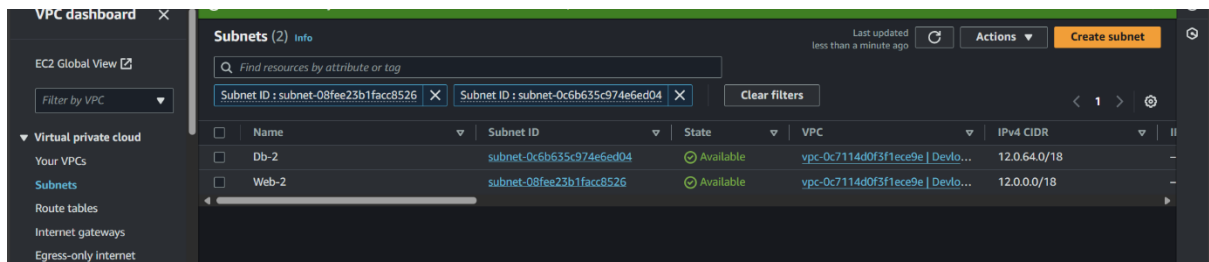 VPC dashboard
EC2 Global View
Filter by VPC
Virtual private cloud
Your VPCs
Subnets
Route tables
Internet gateways
Egress-only internet
Subnets (2) Info
Last updated
less than a minute ago
Actions
Create subnet
Find resources by attribute or tag
Subnet ID : subnet-08fee23b1facc8526 Subnet ID : subnet-0c6b635c974e6ed04 Clear filters
1
Name Subnet ID State VPC IPv4 CIDR
Db-2 subnet-0c6b635c974e6ed04 Available vpc-0c7114d0f3f1ece9e | Devlo... 12.0.64.0/18 –
Web-2 subnet-08fee23b1facc8526 Available vpc-0c7114d0f3f1ece9e | Devlo... 12.0.0.0/18 –